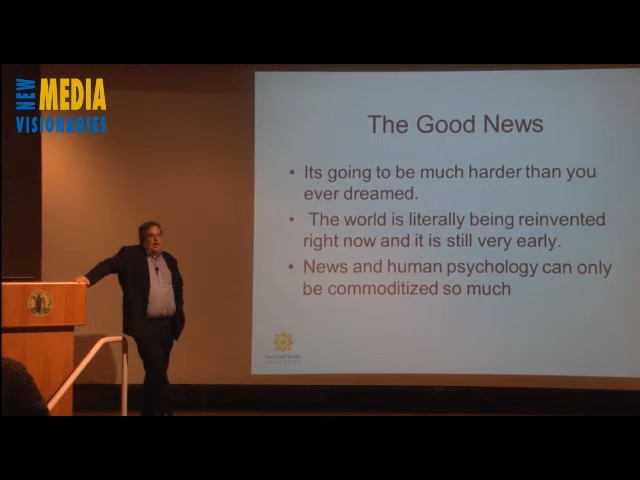 NEW
MEDIA
VISIONARIES
The Good News
• Its going to be much harder than you
ever dreamed.
• The world is literally being reinvented
right now and it is still very early.
• News and human psychology can only
be commoditized so much